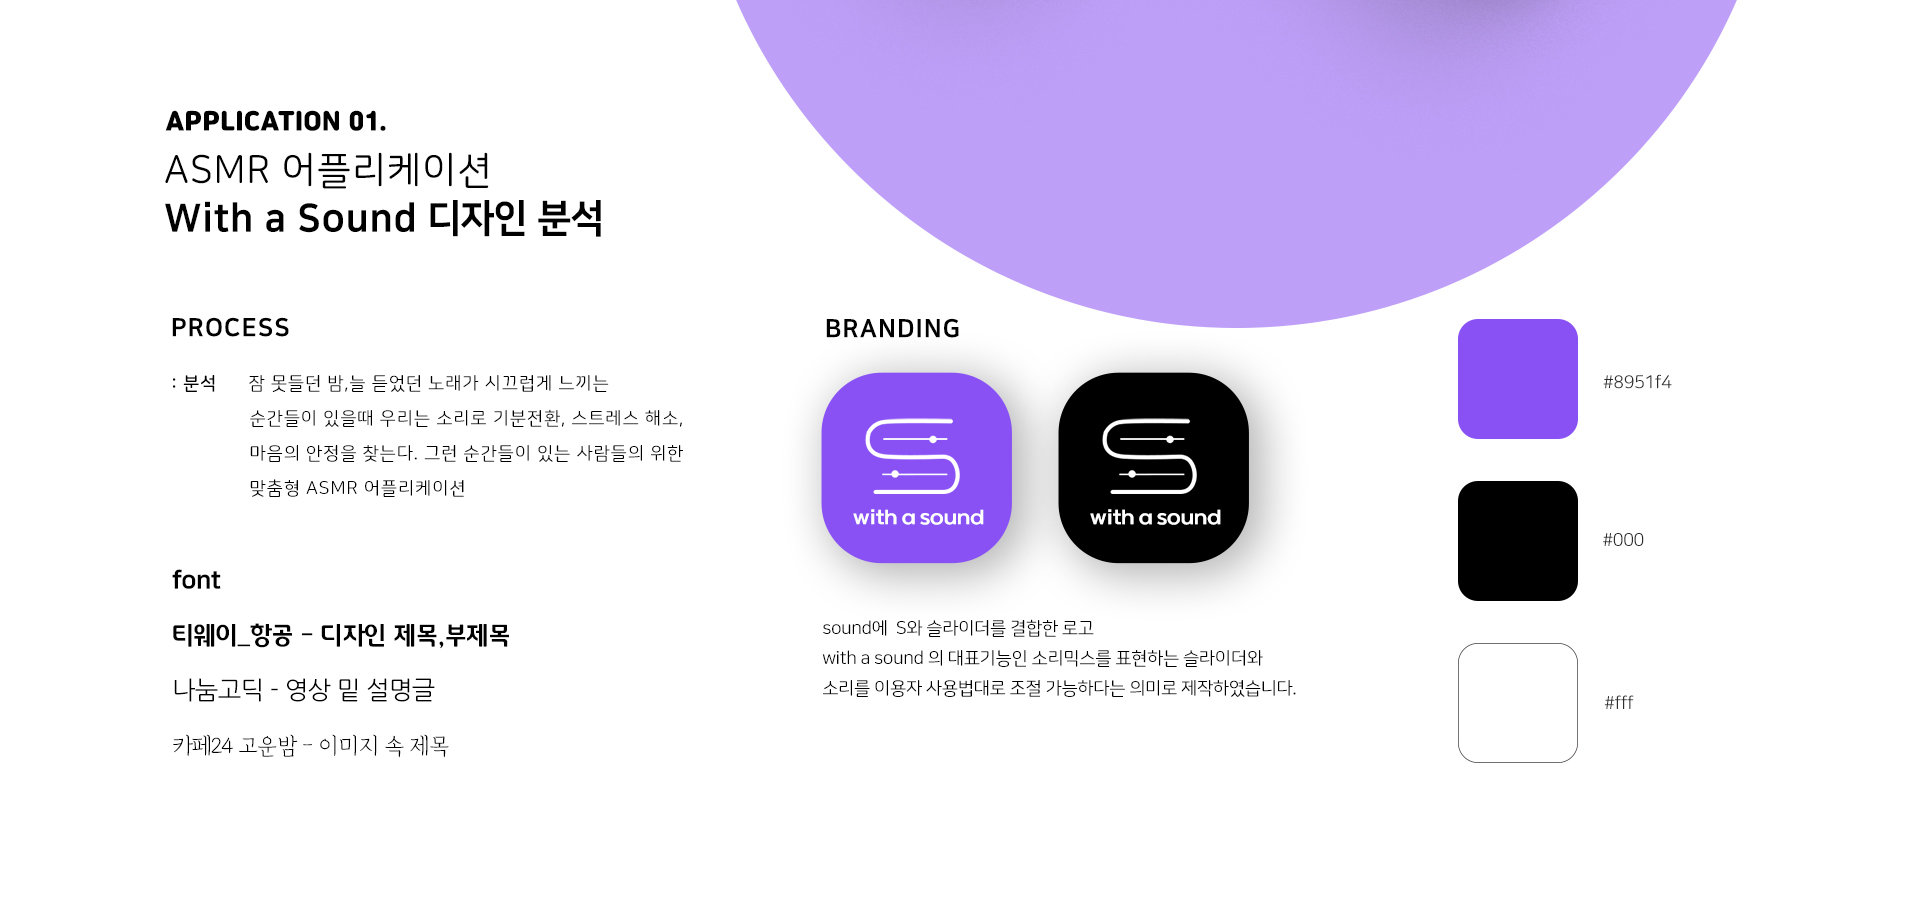 APPLICATION 01.
ASMR 어플리케이션
With a Sound 디자인 분석
PROCESS
: 분석 잠 못들던 밤,늘 듣었던 노래가 시끄럽게 느끼는
순간들이 있을때 우리는 소리로 기분전환, 스트레스 해소,
마음의 안정을 찾는다. 그런 순간들이 있는 사람들의 위한
맞춤형 ASMR 어플리케이션
font
티웨이_항공 – 디자인 제목,부제목
나눔고딕 - 영상 밑 설명글
카페24 고운밤 – 이미지 속 제목
BRANDING
with a sound
with a sound
sound에 S와 슬라이더를 결합한 로고
with a sound 의 대표기능인 소리믹스를 표현하는 슬라이더와
소리를 이용자 사용법대로 조절 가능하다는 의미로 제작하였습니다.
#8951f4
#000
#fff